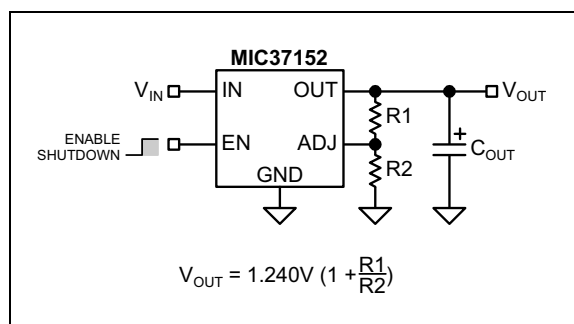 MIC37152
V_IN
IN
OUT
V_OUT
R1
ENABLE
SHUTDOWN
EN
ADJ
+
C_OUT
R2
GND
V_OUT = 1.240V (1 + R1/R2)